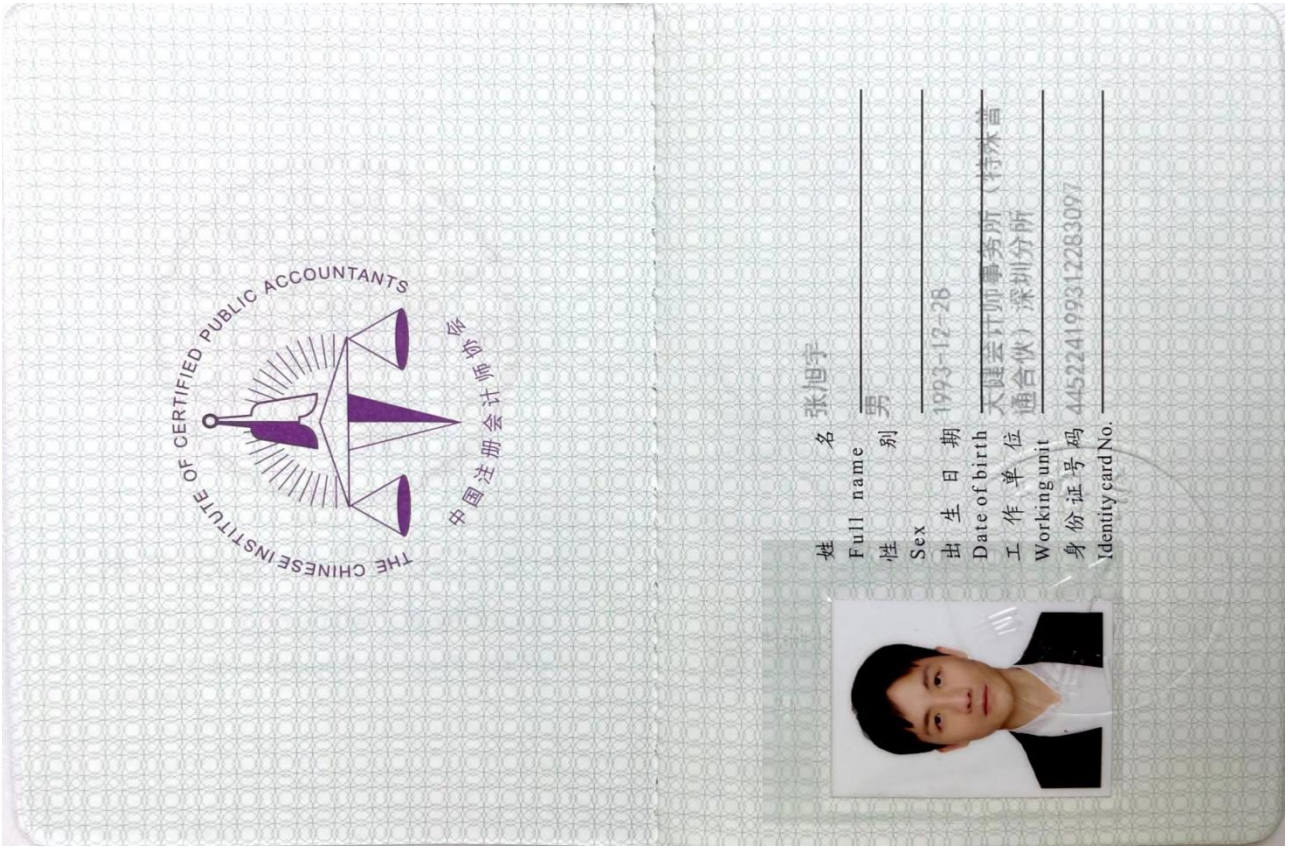 THE CHINESE INSTITUTE OF CERTIFIED PUBLIC ACCOUNTANTS
中国注册会计师协会
姓 名 张旭宇
Full name
性 别 男
Sex
出 生 日 期 1993-12-28
Date of birth
工 作 单 位 天健会计师事务所（特殊普
通合伙）深圳分所
Working unit
身份证号码 445224199312283097
Identity card No.